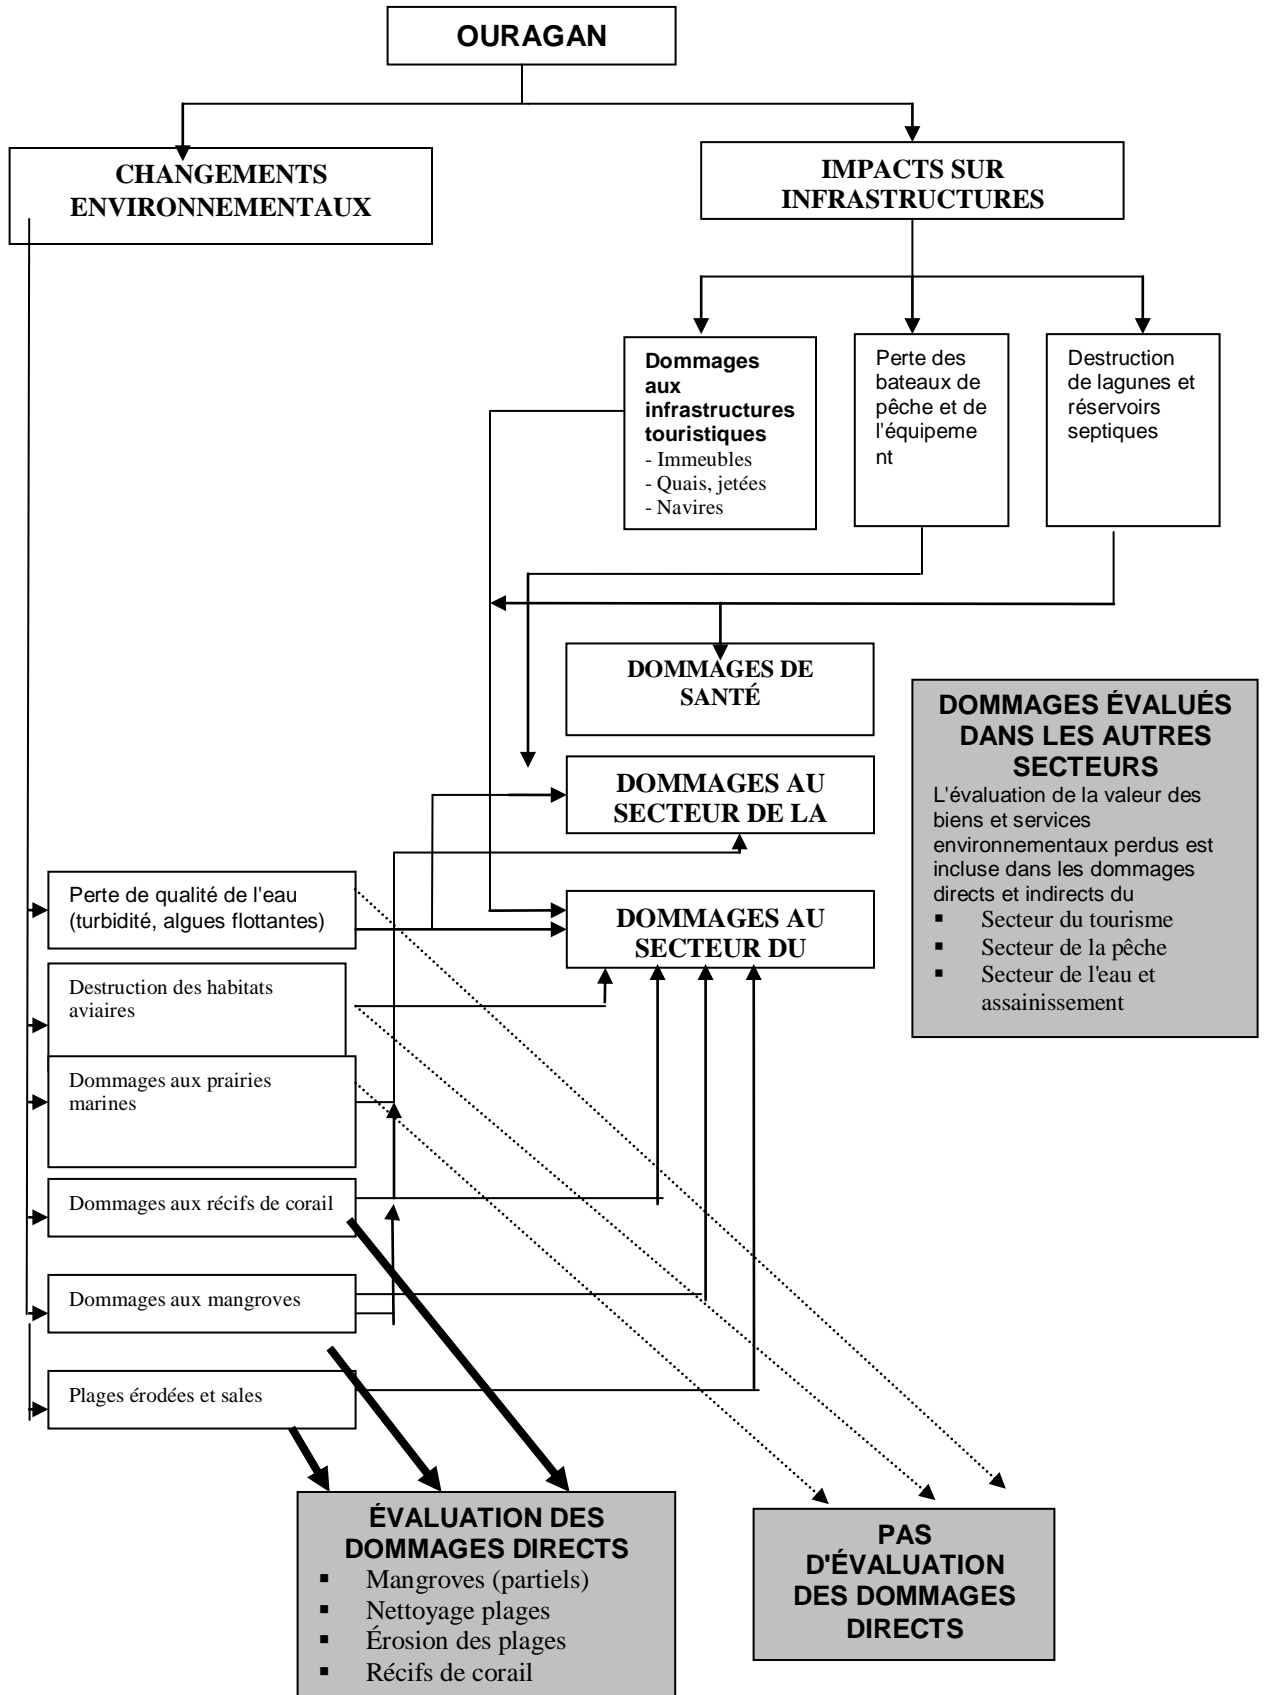 OURAGAN
CHANGEMENTS
ENVIRONNEMENTAUX
IMPACTS SUR
INFRASTRUCTURES
Dommages
aux
infrastructures
touristiques
- Immeubles
- Quais, jetées
- Navires
Perte des
bateaux de
pêche et de
l'équipeme
nt
Destruction
de lagunes et
réservoirs
septiques
DOMMAGES DE
SANTÉ
DOMMAGES AU
SECTEUR DE LA
DOMMAGES AU
SECTEUR DU
DOMMAGES ÉVALUÉS
DANS LES AUTRES
SECTEURS
L'évaluation de la valeur des
biens et services
environnementaux perdus est
incluse dans les dommages
directs et indirects du
▪ Secteur du tourisme
▪ Secteur de la pêche
▪ Secteur de l'eau et
assainissement
Perte de qualité de l'eau
(turbidité, algues flottantes)
Destruction des habitats
aviaires
Dommages aux prairies
marines
Dommages aux récifs de corail
Dommages aux mangroves
Plages érodées et sales
ÉVALUATION DES
DOMMAGES DIRECTS
▪ Mangroves (partiels)
▪ Nettoyage plages
▪ Érosion des plages
▪ Récifs de corail
PAS
D'ÉVALUATION
DES DOMMAGES
DIRECTS